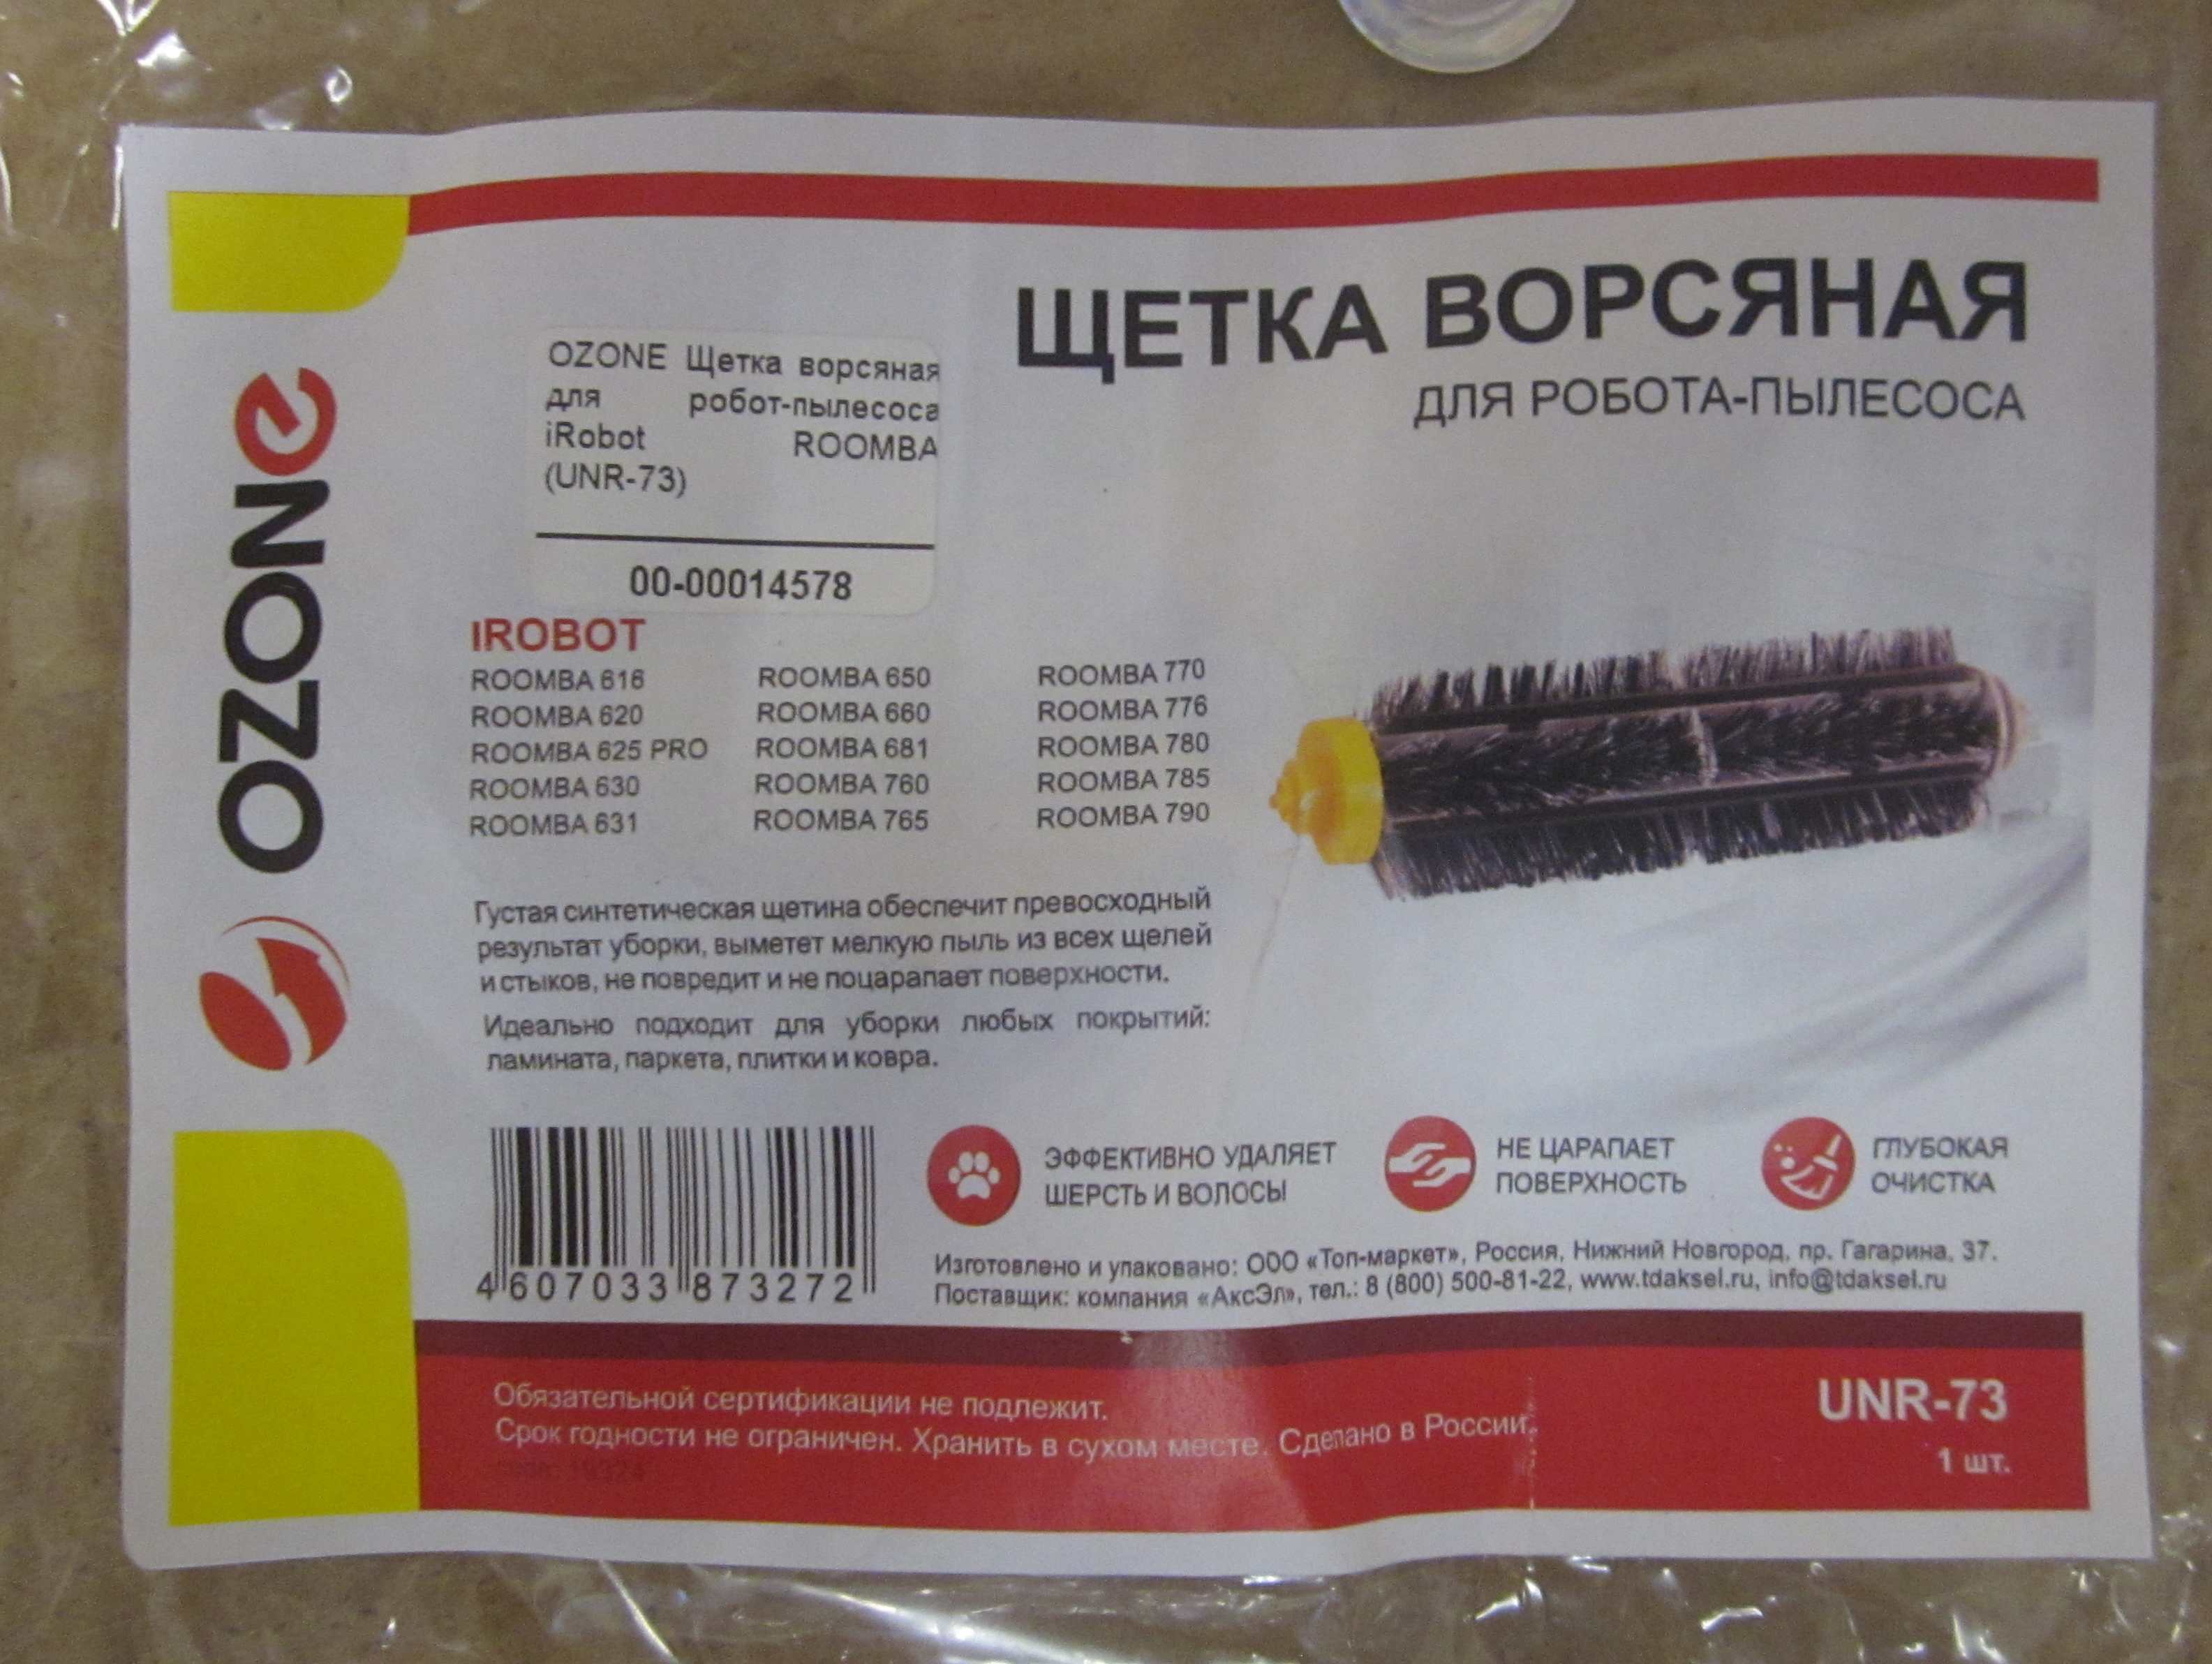 OZONE
ЩЕТКА ВОРСЯНАЯ
ДЛЯ РОБОТА-ПЫЛЕСОСА
OZONE Щетка ворсяная
для робот-пылесоса
iRobot ROOMBA
(UNR-73)
00-00014578
IROBOT
ROOMBA 616 ROOMBA 650 ROOMBA 770
ROOMBA 620 ROOMBA 660 ROOMBA 776
ROOMBA 625 PRO ROOMBA 681 ROOMBA 780
ROOMBA 630 ROOMBA 760 ROOMBA 785
ROOMBA 631 ROOMBA 765 ROOMBA 790
Густая синтетическая щетина обеспечит превосходный
результат уборки, выметет мелкую пыль из всех щелей
и стыков, не повредит и не поцарапает поверхности.
Идеально подходит для уборки любых покрытий:
ламината, паркета, плитки и ковра.
ЭФФЕКТИВНО УДАЛЯЕТ
ШЕРСТЬ И ВОЛОСЫ
НЕ ЦАРАПАЕТ
ПОВЕРХНОСТЬ
ГЛУБОКАЯ
ОЧИСТКА
4 607033 873272
Изготовлено и упаковано: ООО «Топ-маркет», Россия, Нижний Новгород, пр. Гагарина, 37.
Поставщик: компания «АксЭл», тел.: 8 (800) 500-81-22, www.tdaksel.ru, info@tdaksel.ru
Обязательной сертификации не подлежит.
Срок годности не ограничен. Хранить в сухом месте. Сделано в России.
UNR-73
1 шт.